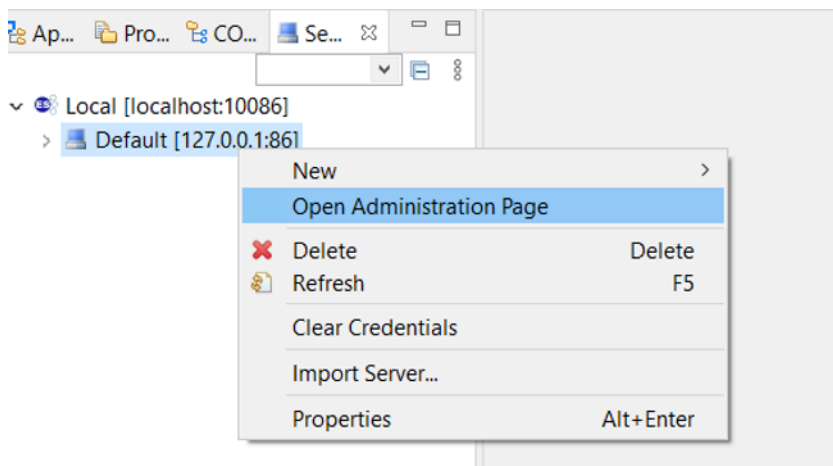 Ap... Pro... CO... Se...
Local [localhost:10086]
Default [127.0.0.1:86]
New
Open Administration Page
Delete Delete
Refresh F5
Clear Credentials
Import Server...
Properties Alt+Enter